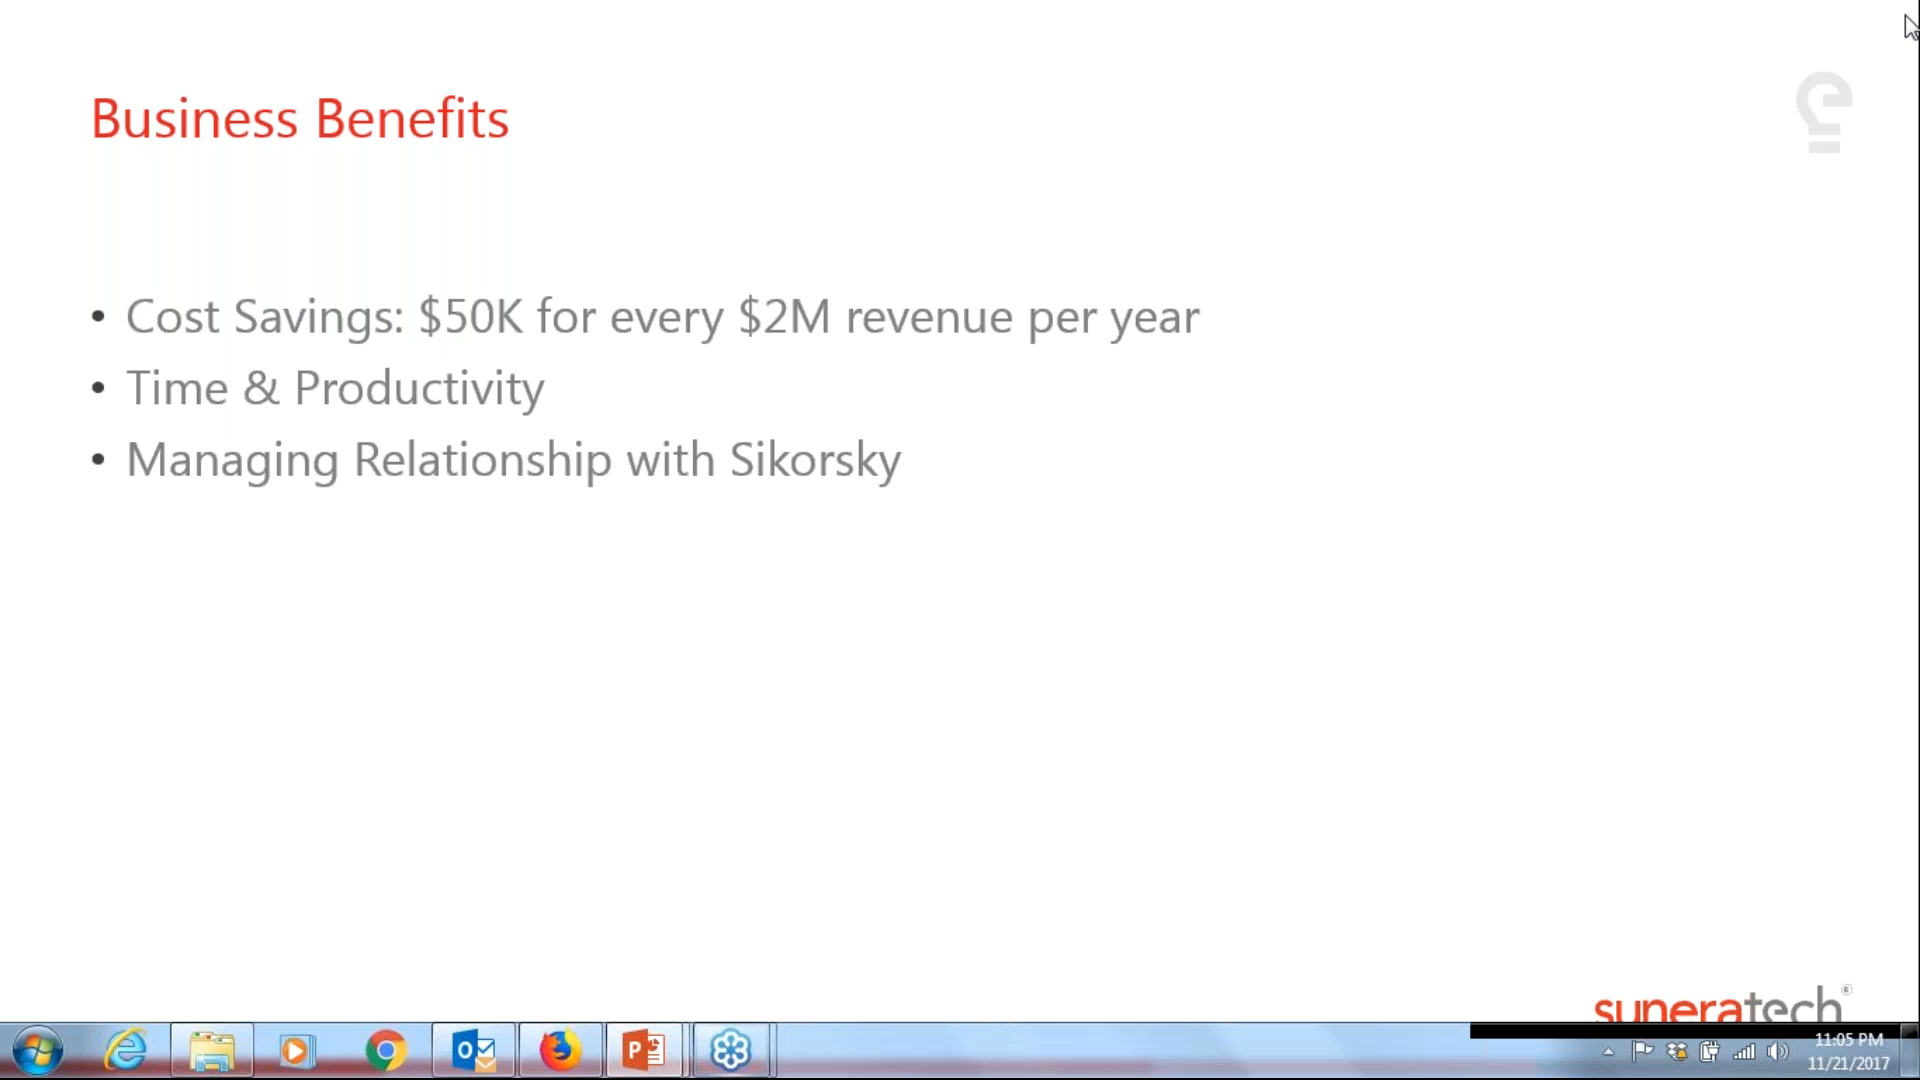 Business Benefits
• Cost Savings: $50K for every $2M revenue per year
• Time & Productivity
• Managing Relationship with Sikorsky
suneratech®
11:05 PM
11/21/2017